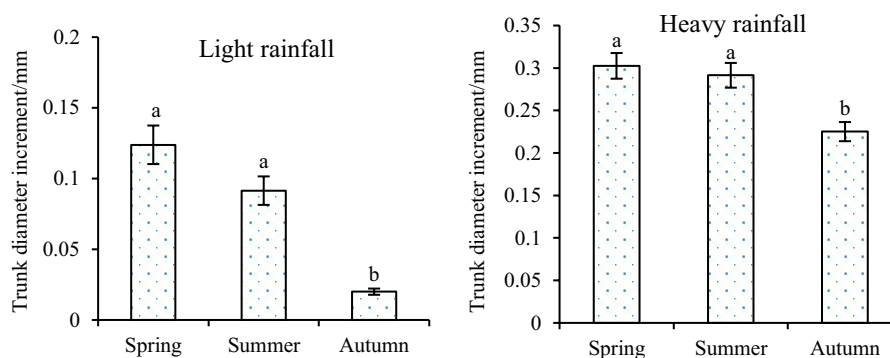 Light rainfall
Trunk diameter increment/mm
0.2
0.15
0.1
0.05
0
a
a
b
Spring
Summer
Autumn
Heavy rainfall
Trunk diameter increment/mm
0.35
0.3
0.25
0.2
0.15
0.1
0.05
0
a
a
b
Spring
Summer
Autumn